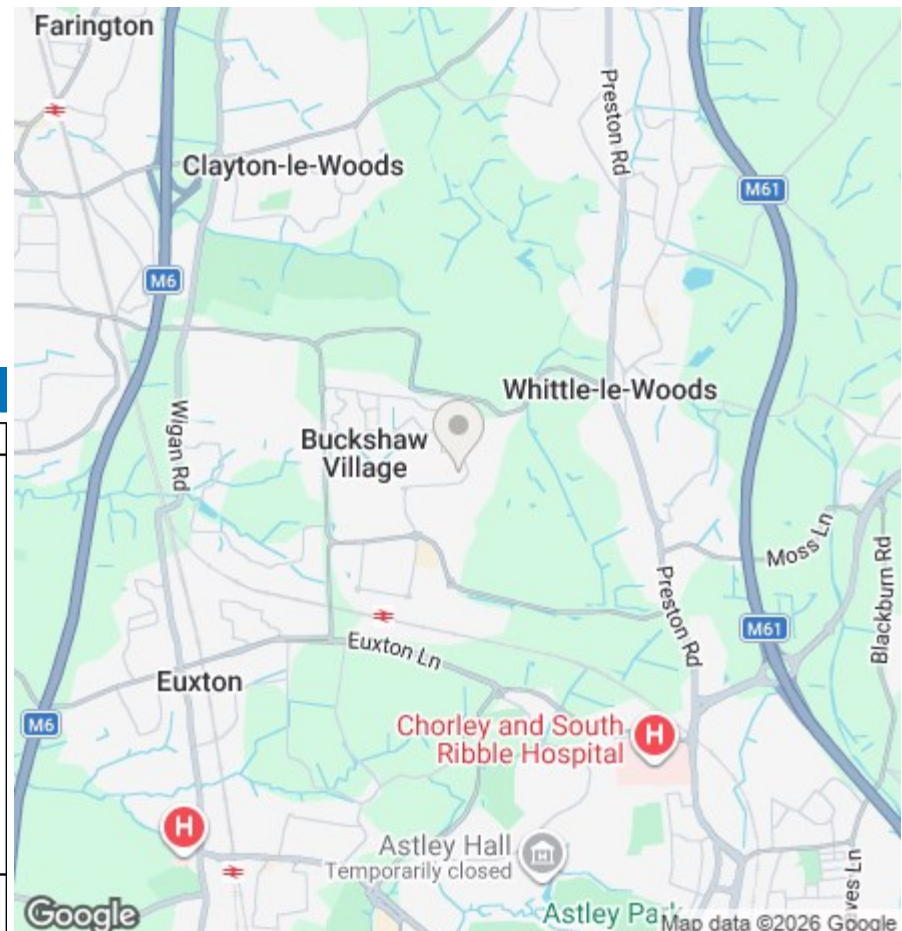 Farington
Preston Rd
Clayton-le-Woods
M61
M6
Whittle-le-Woods
Wigan Rd
Buckshaw
Village
Moss Ln
Blackburn Rd
Preston Rd
M61
Euxton Ln
Euxton
M6
Chorley and South
Ribble Hospital
H
H
Astley Hall
Temporarily closed
Astley Park
Google
Map data ©2026 Google